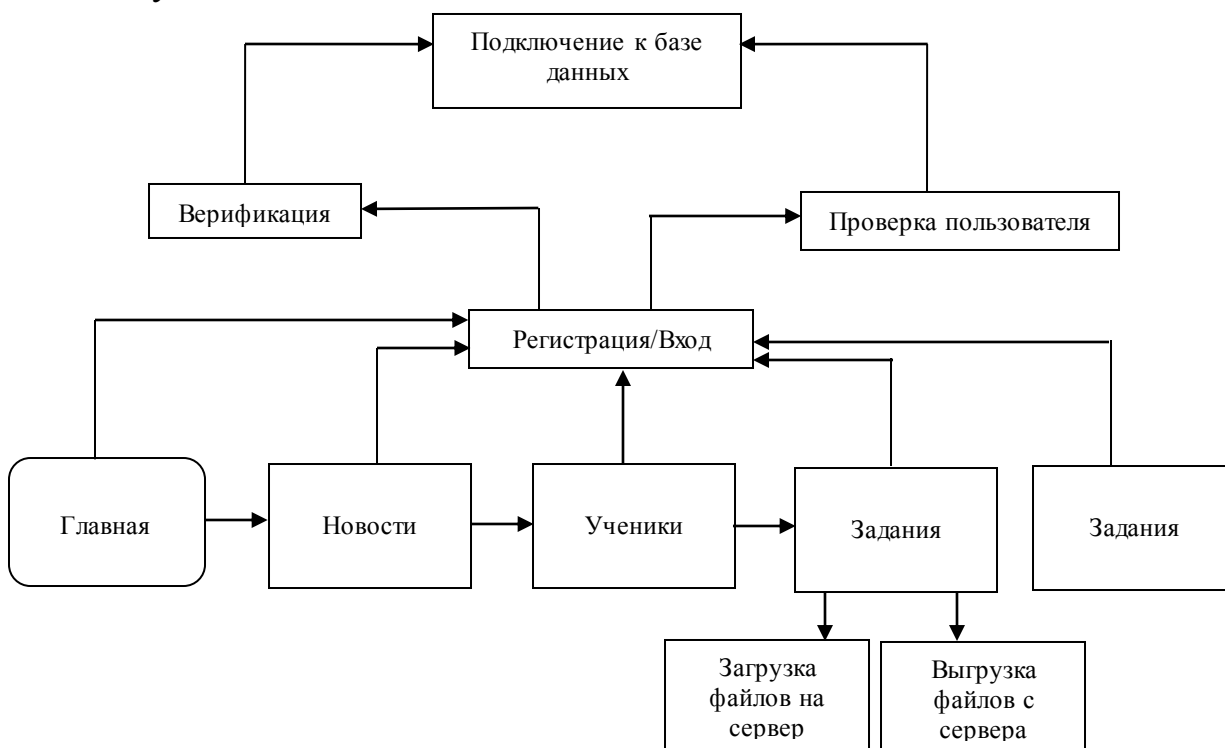 Подключение к базе
данных
Верификация
Проверка пользователя
Регистрация/Вход
Главная
Новости
Ученики
Задания
Задания
Загрузка
файлов на
сервер
Выгрузка
файлов с
сервера